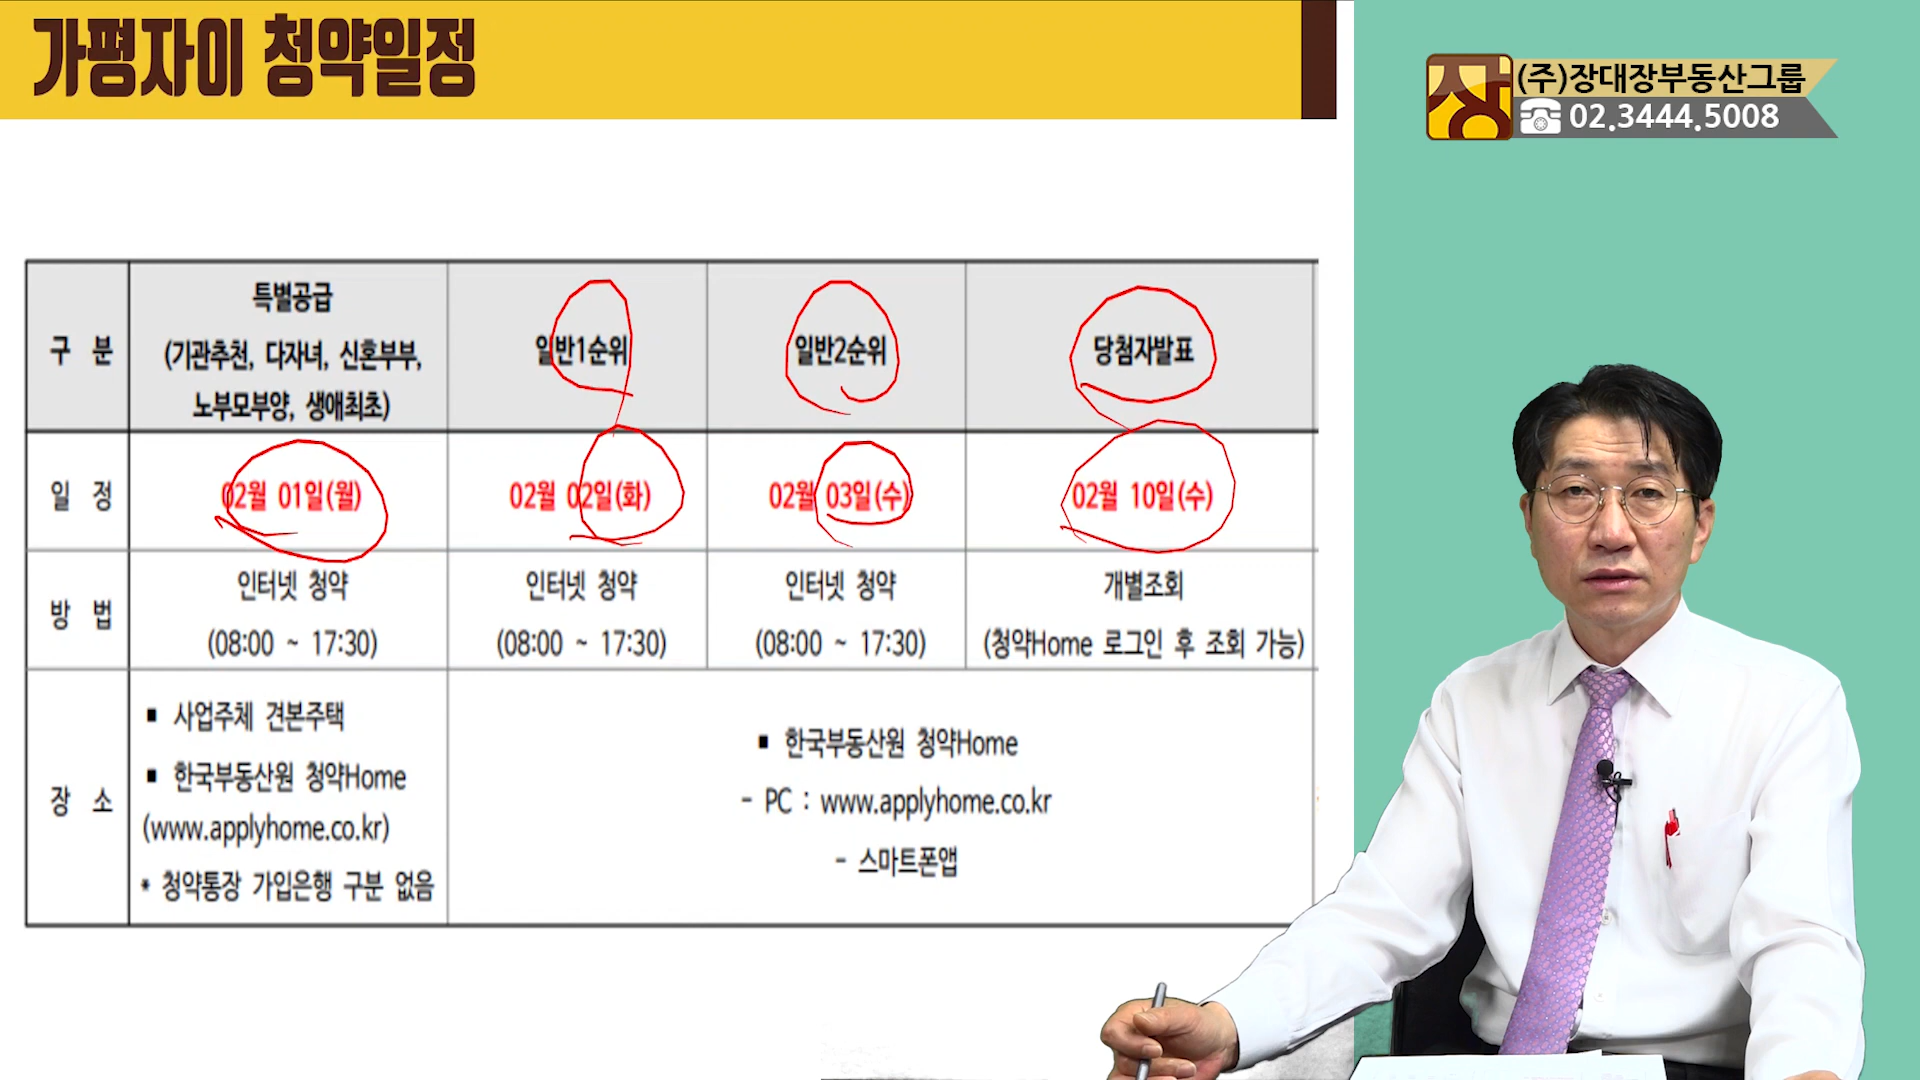 가평자이 청약일정
장
(주)장대장부동산그룹
02.3444.5008
구 분
특별공급
(기관추천, 다자녀, 신혼부부,
노부모부양, 생애최초)
일반1순위
일반2순위
당첨자발표
일 정
02월 01일(월)
02월 02일(화)
02월 03일(수)
02월 10일(수)
방 법
인터넷 청약
(08:00 ~ 17:30)
인터넷 청약
(08:00 ~ 17:30)
인터넷 청약
(08:00 ~ 17:30)
개별조회
(청약Home 로그인 후 조회 가능)
장 소
▪ 사업주체 견본주택
▪ 한국부동산원 청약Home
(www.applyhome.co.kr)
* 청약통장 가입은행 구분 없음
▪ 한국부동산원 청약Home
- PC : www.applyhome.co.kr
- 스마트폰앱